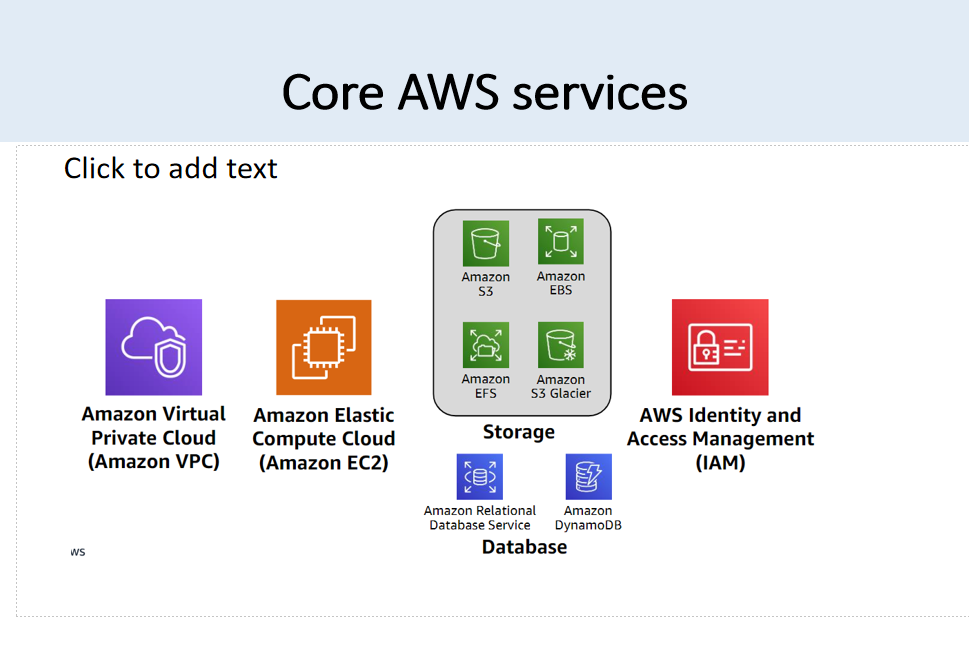 Core AWS services
Click to add text
Amazon
S3
Amazon
EBS
Amazon
EFS
Amazon
S3 Glacier
Storage
Amazon Virtual
Private Cloud
(Amazon VPC)
Amazon Elastic
Compute Cloud
(Amazon EC2)
AWS Identity and
Access Management
(IAM)
Amazon Relational
Database Service
Amazon
DynamoDB
Database
ws